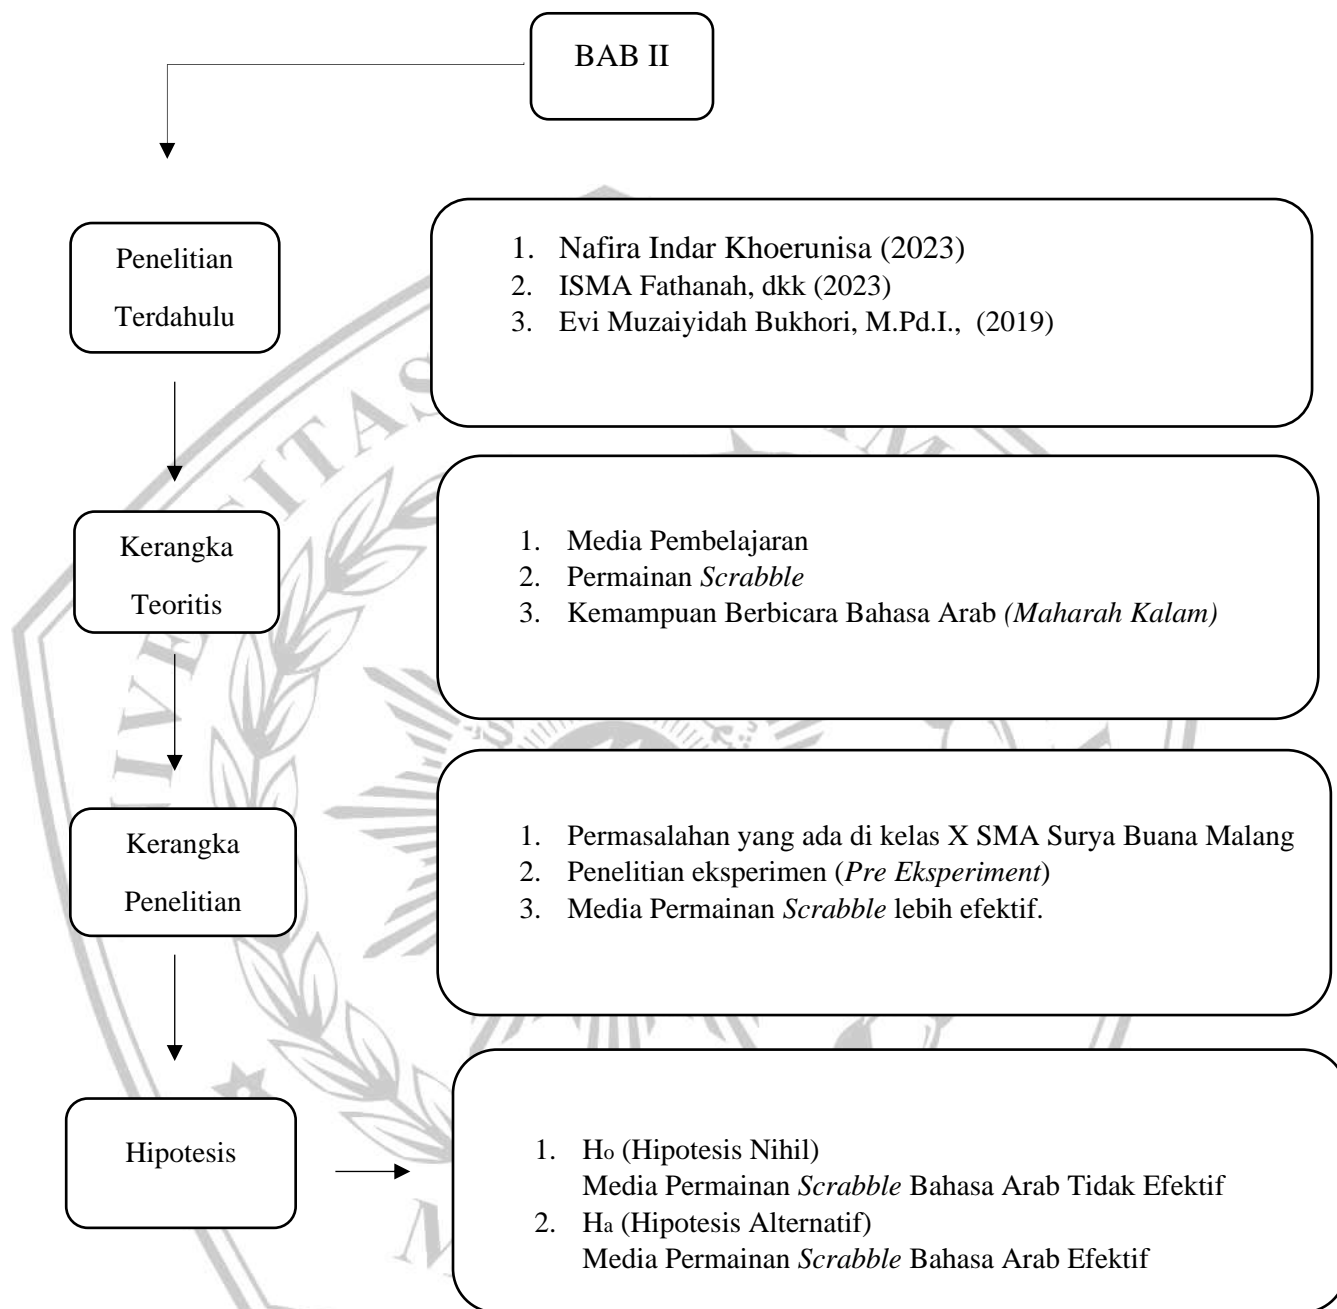 BAB II
Penelitian
Terdahulu
1. Nafira Indar Khoerunisa (2023)
2. ISMA Fathanah, dkk (2023)
3. Evi Muzaiyidah Bukhori, M.Pd.I., (2019)
Kerangka
Teoritis
1. Media Pembelajaran
2. Permainan Scrabble
3. Kemampuan Berbicara Bahasa Arab (Maharah Kalam)
Kerangka
Penelitian
1. Permasalahan yang ada di kelas X SMA Surya Buana Malang
2. Penelitian eksperimen (Pre Eksperiment)
3. Media Permainan Scrabble lebih efektif.
Hipotesis
1. Ho (Hipotesis Nihil)
Media Permainan Scrabble Bahasa Arab Tidak Efektif
2. Ha (Hipotesis Alternatif)
Media Permainan Scrabble Bahasa Arab Efektif